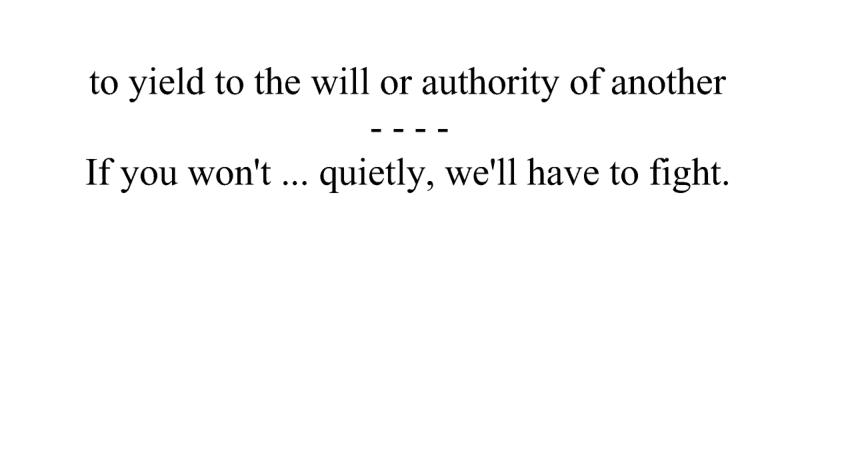 to yield to the will or authority of another
- - - -
If you won't ... quietly, we'll have to fight.